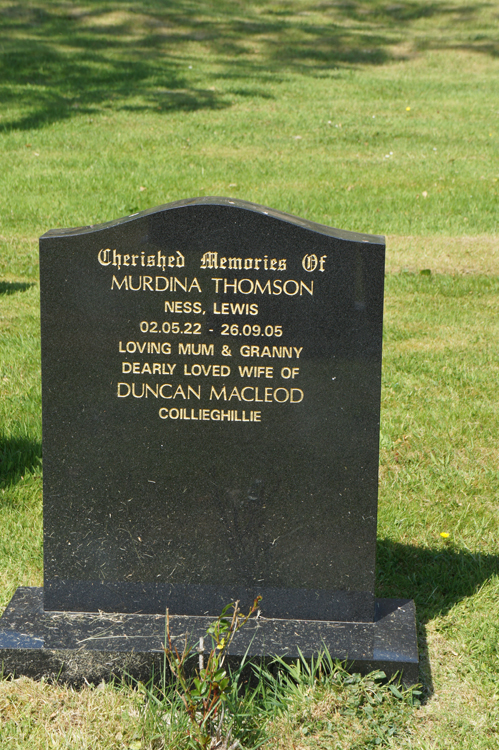 Cherished Memories Of
MURDINA THOMSON
NESS, LEWIS
02.05.22 - 26.09.05
LOVING MUM & GRANNY
DEARLY LOVED WIFE OF
DUNCAN MACLEOD
COILLIEGHILLIE